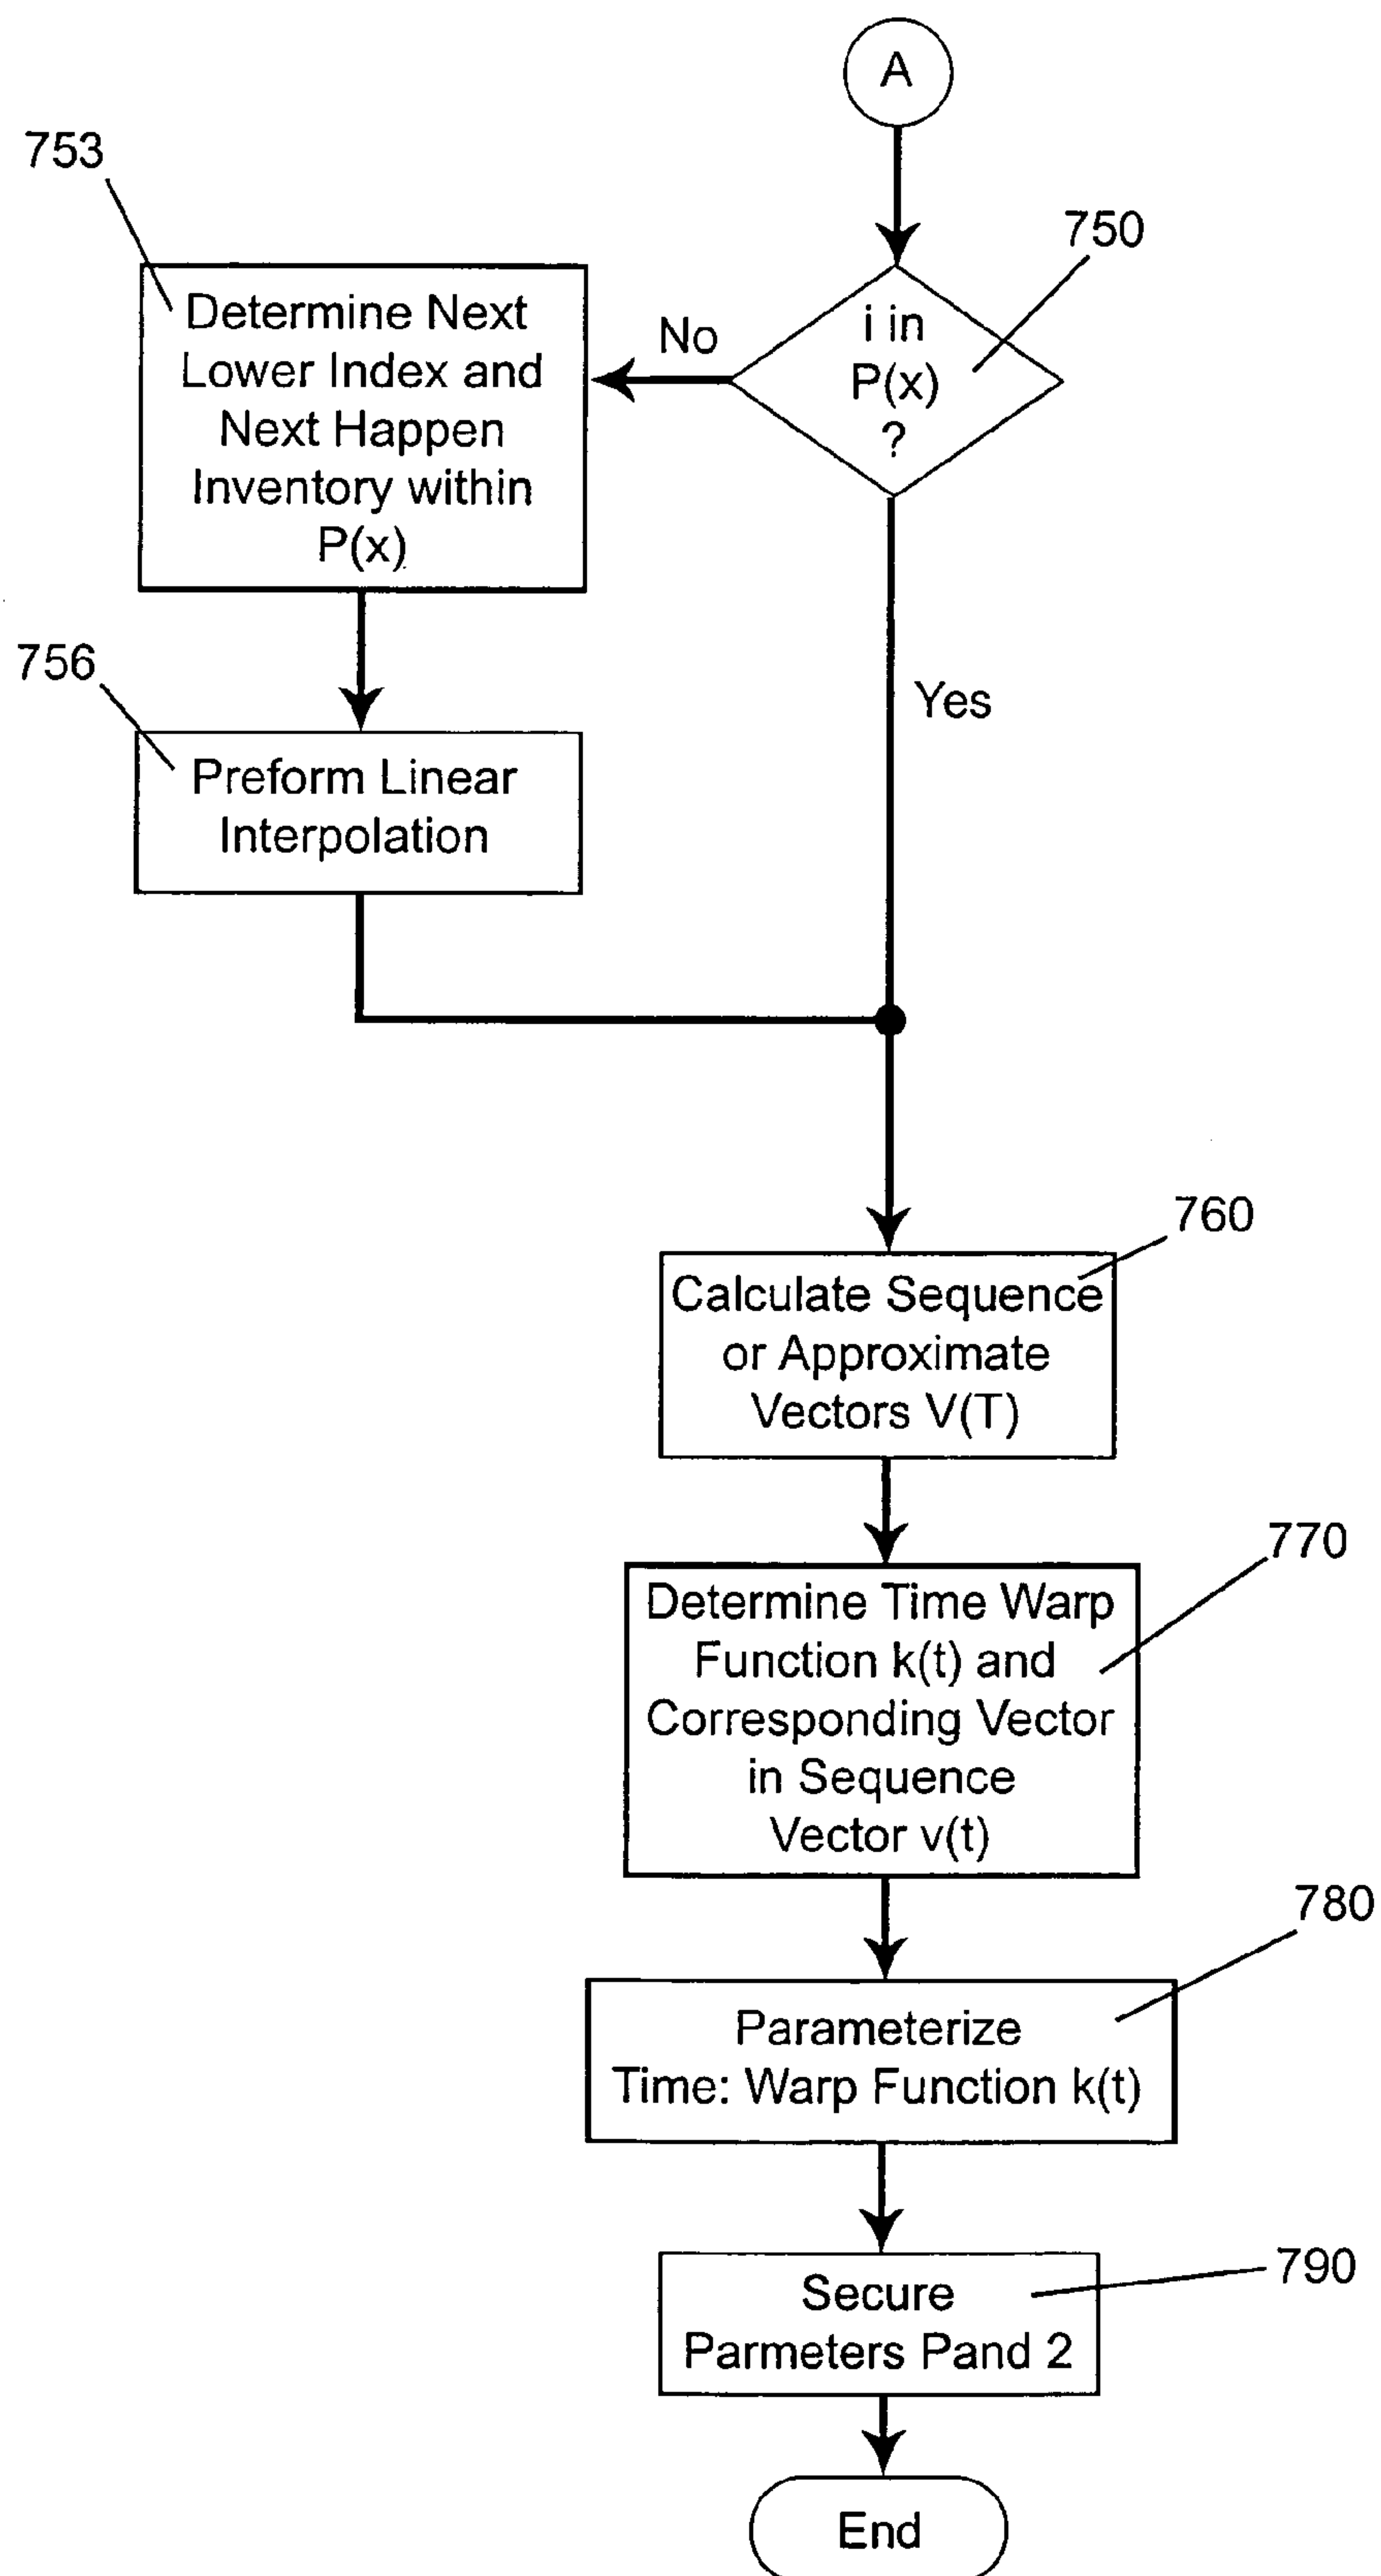 A
753
750
Determine Next
Lower Index and
Next Happen
Inventory within
P(x)
No
i in
P(x)
?
756
Yes
Preform Linear
Interpolation
760
Calculate Sequence
or Approximate
Vectors V(T)
770
Determine Time Warp
Function k(t) and
Corresponding Vector
in Sequence
Vector v(t)
780
Parameterize
Time: Warp Function k(t)
790
Secure
Parmeters Pand 2
End